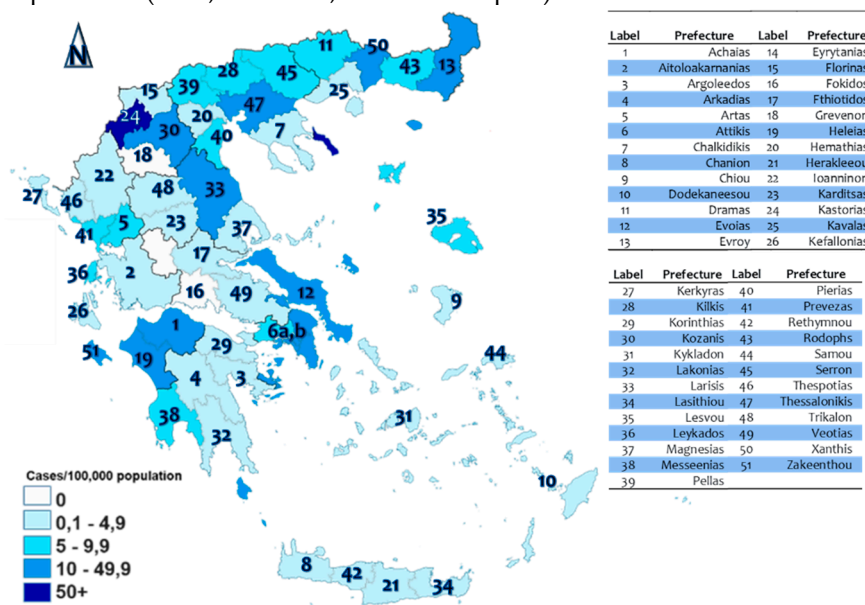 N
11
50
28
45
43
13
15
39
25
24
20
47
30
40
7
18
22
48
33
27
46
5
23
37
35
41
17
36
2
16
49
12
9
26
1
6a,b
51
19
29
44
4
3
38
31
32
10
8
42
21
34
Cases/100,000 population
0
0,1 - 4,9
5 - 9,9
10 - 49,9
50+
Label Prefecture Label Prefecture
1 Achaias 14 Eyrytanias
2 Aitoloakarnanias 15 Florinas
3 Argoleedos 16 Fokidos
4 Arkadias 17 Fthiotidos
5 Artas 18 Grevenon
6 Attikis 19 Heleias
7 Chalkidikis 20 Hemathias
8 Chanion 21 Herakleeou
9 Chiou 22 Ioanninon
10 Dodekaneesou 23 Karditsas
11 Dramas 24 Kastorias
12 Evoias 25 Kavalas
13 Evroy 26 Kefallonias
Label Prefecture Label Prefecture
27 Kerkyras 40 Pierias
28 Kilkis 41 Prevezas
29 Korinthias 42 Rethymnou
30 Kozanis 43 Rodophs
31 Kykladon 44 Samou
32 Lakonias 45 Serron
33 Larisis 46 Thespotias
34 Lasithiou 47 Thessalonikis
35 Lesvou 48 Trikalon
36 Leykados 49 Veotias
37 Magnesias 50 Xanthis
38 Messeenias 51 Zakeenthou
39 Pellas